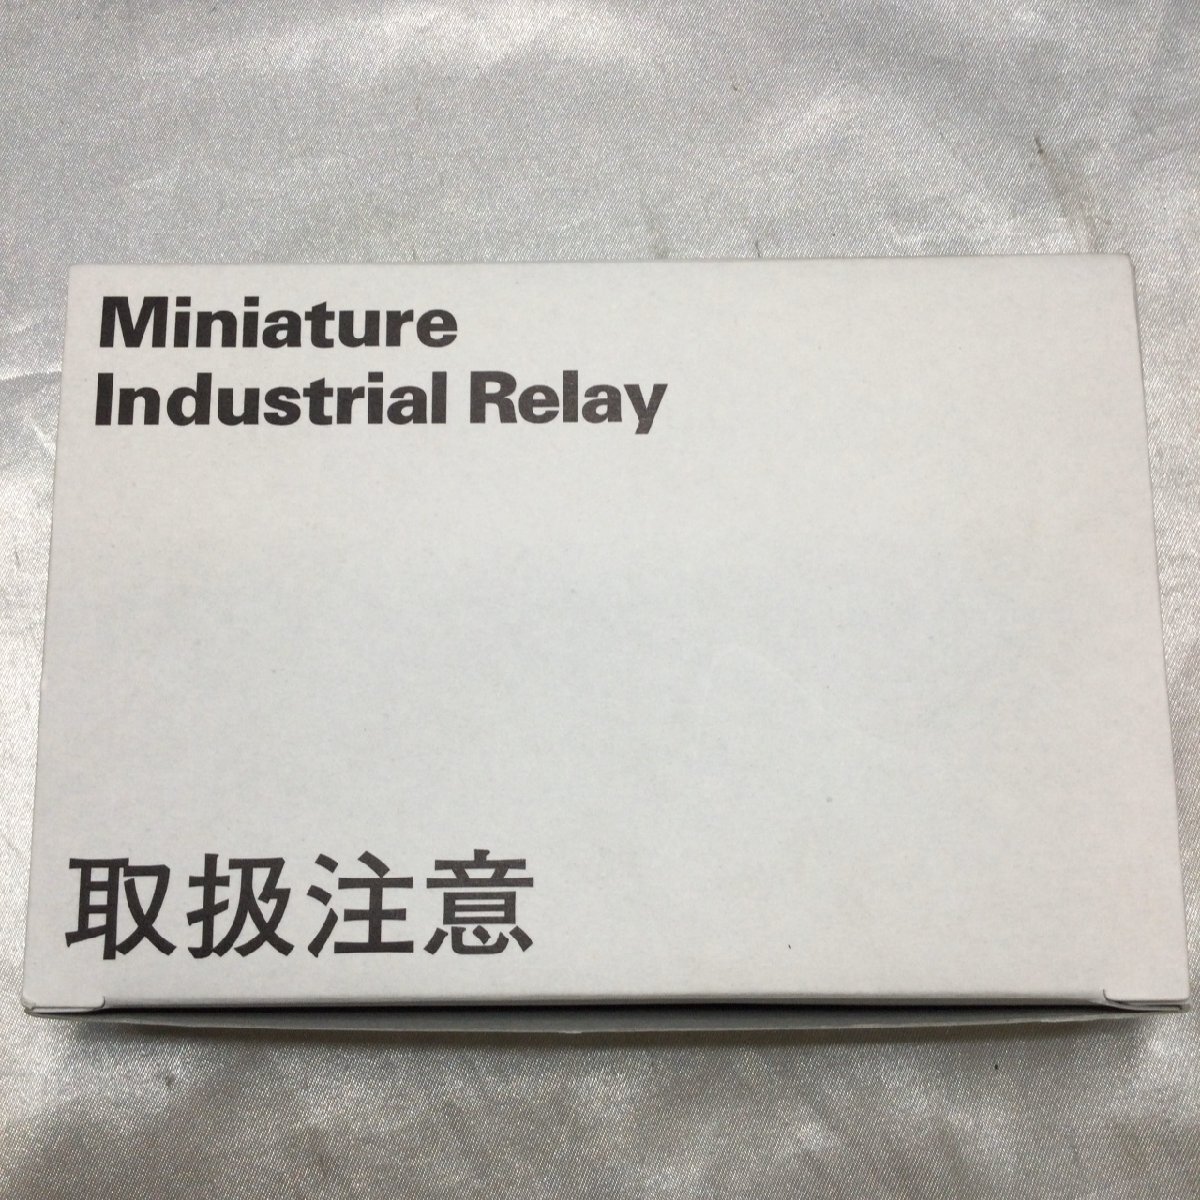 Miniature
Industrial Relay
取扱注意